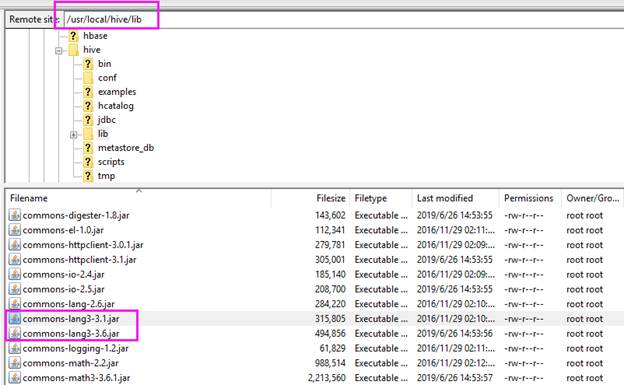 Remote site: /usr/local/hive/lib
? hbase
hive
? bin
conf
? examples
? hcatalog
? jdbc
lib
? metastore_db
? scripts
? tmp
Filename Filesize Filetype Last modified Permissions Owner/Gro...
commons-digester-1.8.jar 143,602 Executable ... 2019/6/26 14:53:55 -rw-r--r-- root root
commons-el-1.0.jar 112,341 Executable ... 2016/11/29 02:11:... -rw-r--r-- root root
commons-httpclient-3.0.1.jar 279,781 Executable ... 2016/11/29 02:09:... -rw-r--r-- root root
commons-httpclient-3.1.jar 305,001 Executable ... 2019/6/26 14:53:55 -rw-r--r-- root root
commons-io-2.4.jar 185,140 Executable ... 2016/11/29 02:09:... -rw-r--r-- root root
commons-io-2.5.jar 208,700 Executable ... 2019/6/26 14:53:55 -rw-r--r-- root root
commons-lang-2.6.jar 284,220 Executable ... 2016/11/29 02:10:... -rw-r--r-- root root
commons-lang3-3.1.jar 315,805 Executable ... 2016/11/29 02:10:... -rw-r--r-- root root
commons-lang3-3.6.jar 494,856 Executable ... 2019/6/26 14:53:56 -rw-r--r-- root root
commons-logging-1.2.jar 61,829 Executable ... 2016/11/29 02:11:... -rw-r--r-- root root
commons-math-2.2.jar 988,514 Executable ... 2016/11/29 02:12:... -rw-r--r-- root root
commons-math3-3.6.1.jar 2,213,560 Executable ... 2019/6/26 14:53:57 -rw-r--r-- root root